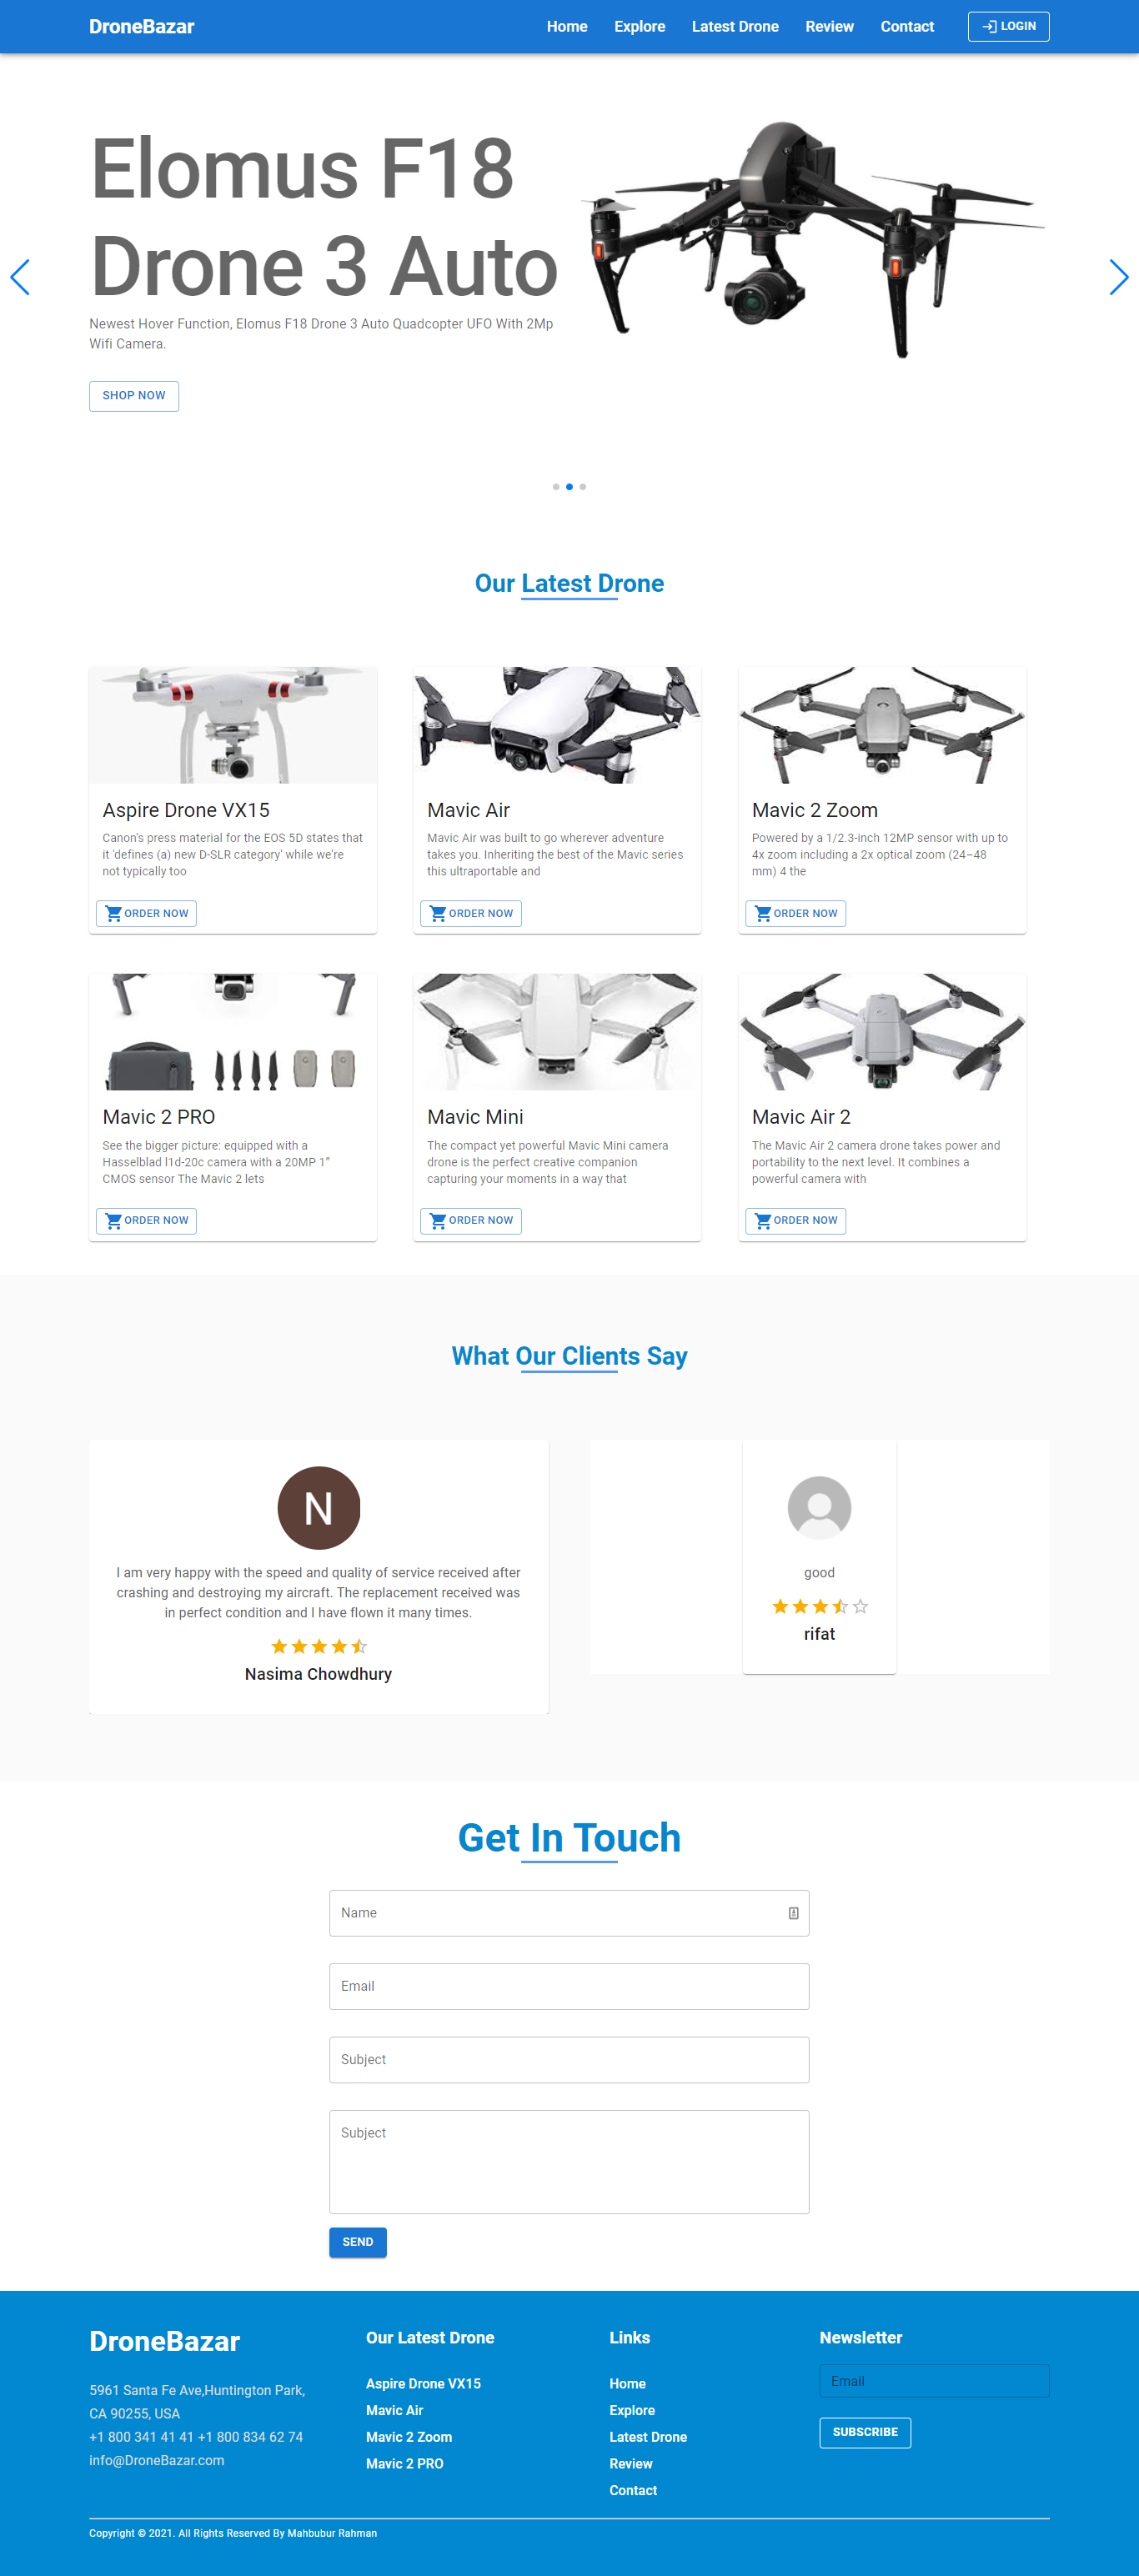 DroneBazar
Home
Explore
Latest Drone
Review
Contact
LOGIN
Elomus F18
Drone 3 Auto
Newest Hover Function, Elomus F18 Drone 3 Auto Quadcopter UFO With 2Mp
Wifi Camera.
SHOP NOW
Our Latest Drone
Aspire Drone VX15
Canon's press material for the EOS 5D states that
it 'defines (a) new D-SLR category' while we're
not typically too
ORDER NOW
Mavic Air
Mavic Air was built to go wherever adventure
takes you. Inheriting the best of the Mavic series
this ultraportable and
ORDER NOW
Mavic 2 Zoom
Powered by a 1/2.3-inch 12MP sensor with up to
4x zoom including a 2x optical zoom (24–48
mm) 4 the
ORDER NOW
Mavic 2 PRO
See the bigger picture: equipped with a
Hasselblad l1d-20c camera with a 20MP 1”
CMOS sensor The Mavic 2 lets
ORDER NOW
Mavic Mini
The compact yet powerful Mavic Mini camera
drone is the perfect creative companion
capturing your moments in a way that
ORDER NOW
Mavic Air 2
The Mavic Air 2 camera drone takes power and
portability to the next level. It combines a
powerful camera with
ORDER NOW
What Our Clients Say
N
I am very happy with the speed and quality of service received after
crashing and destroying my aircraft. The replacement received was
in perfect condition and I have flown it many times.
Nasima Chowdhury
good
rifat
Get In Touch
Name
Email
Subject
Subject
SEND
DroneBazar
5961 Santa Fe Ave,Huntington Park,
CA 90255, USA
+1 800 341 41 41 +1 800 834 62 74
info@DroneBazar.com
Our Latest Drone
Aspire Drone VX15
Mavic Air
Mavic 2 Zoom
Mavic 2 PRO
Links
Home
Explore
Latest Drone
Review
Contact
Newsletter
Email
SUBSCRIBE
Copyright © 2021. All Rights Reserved By Mahbubur Rahman